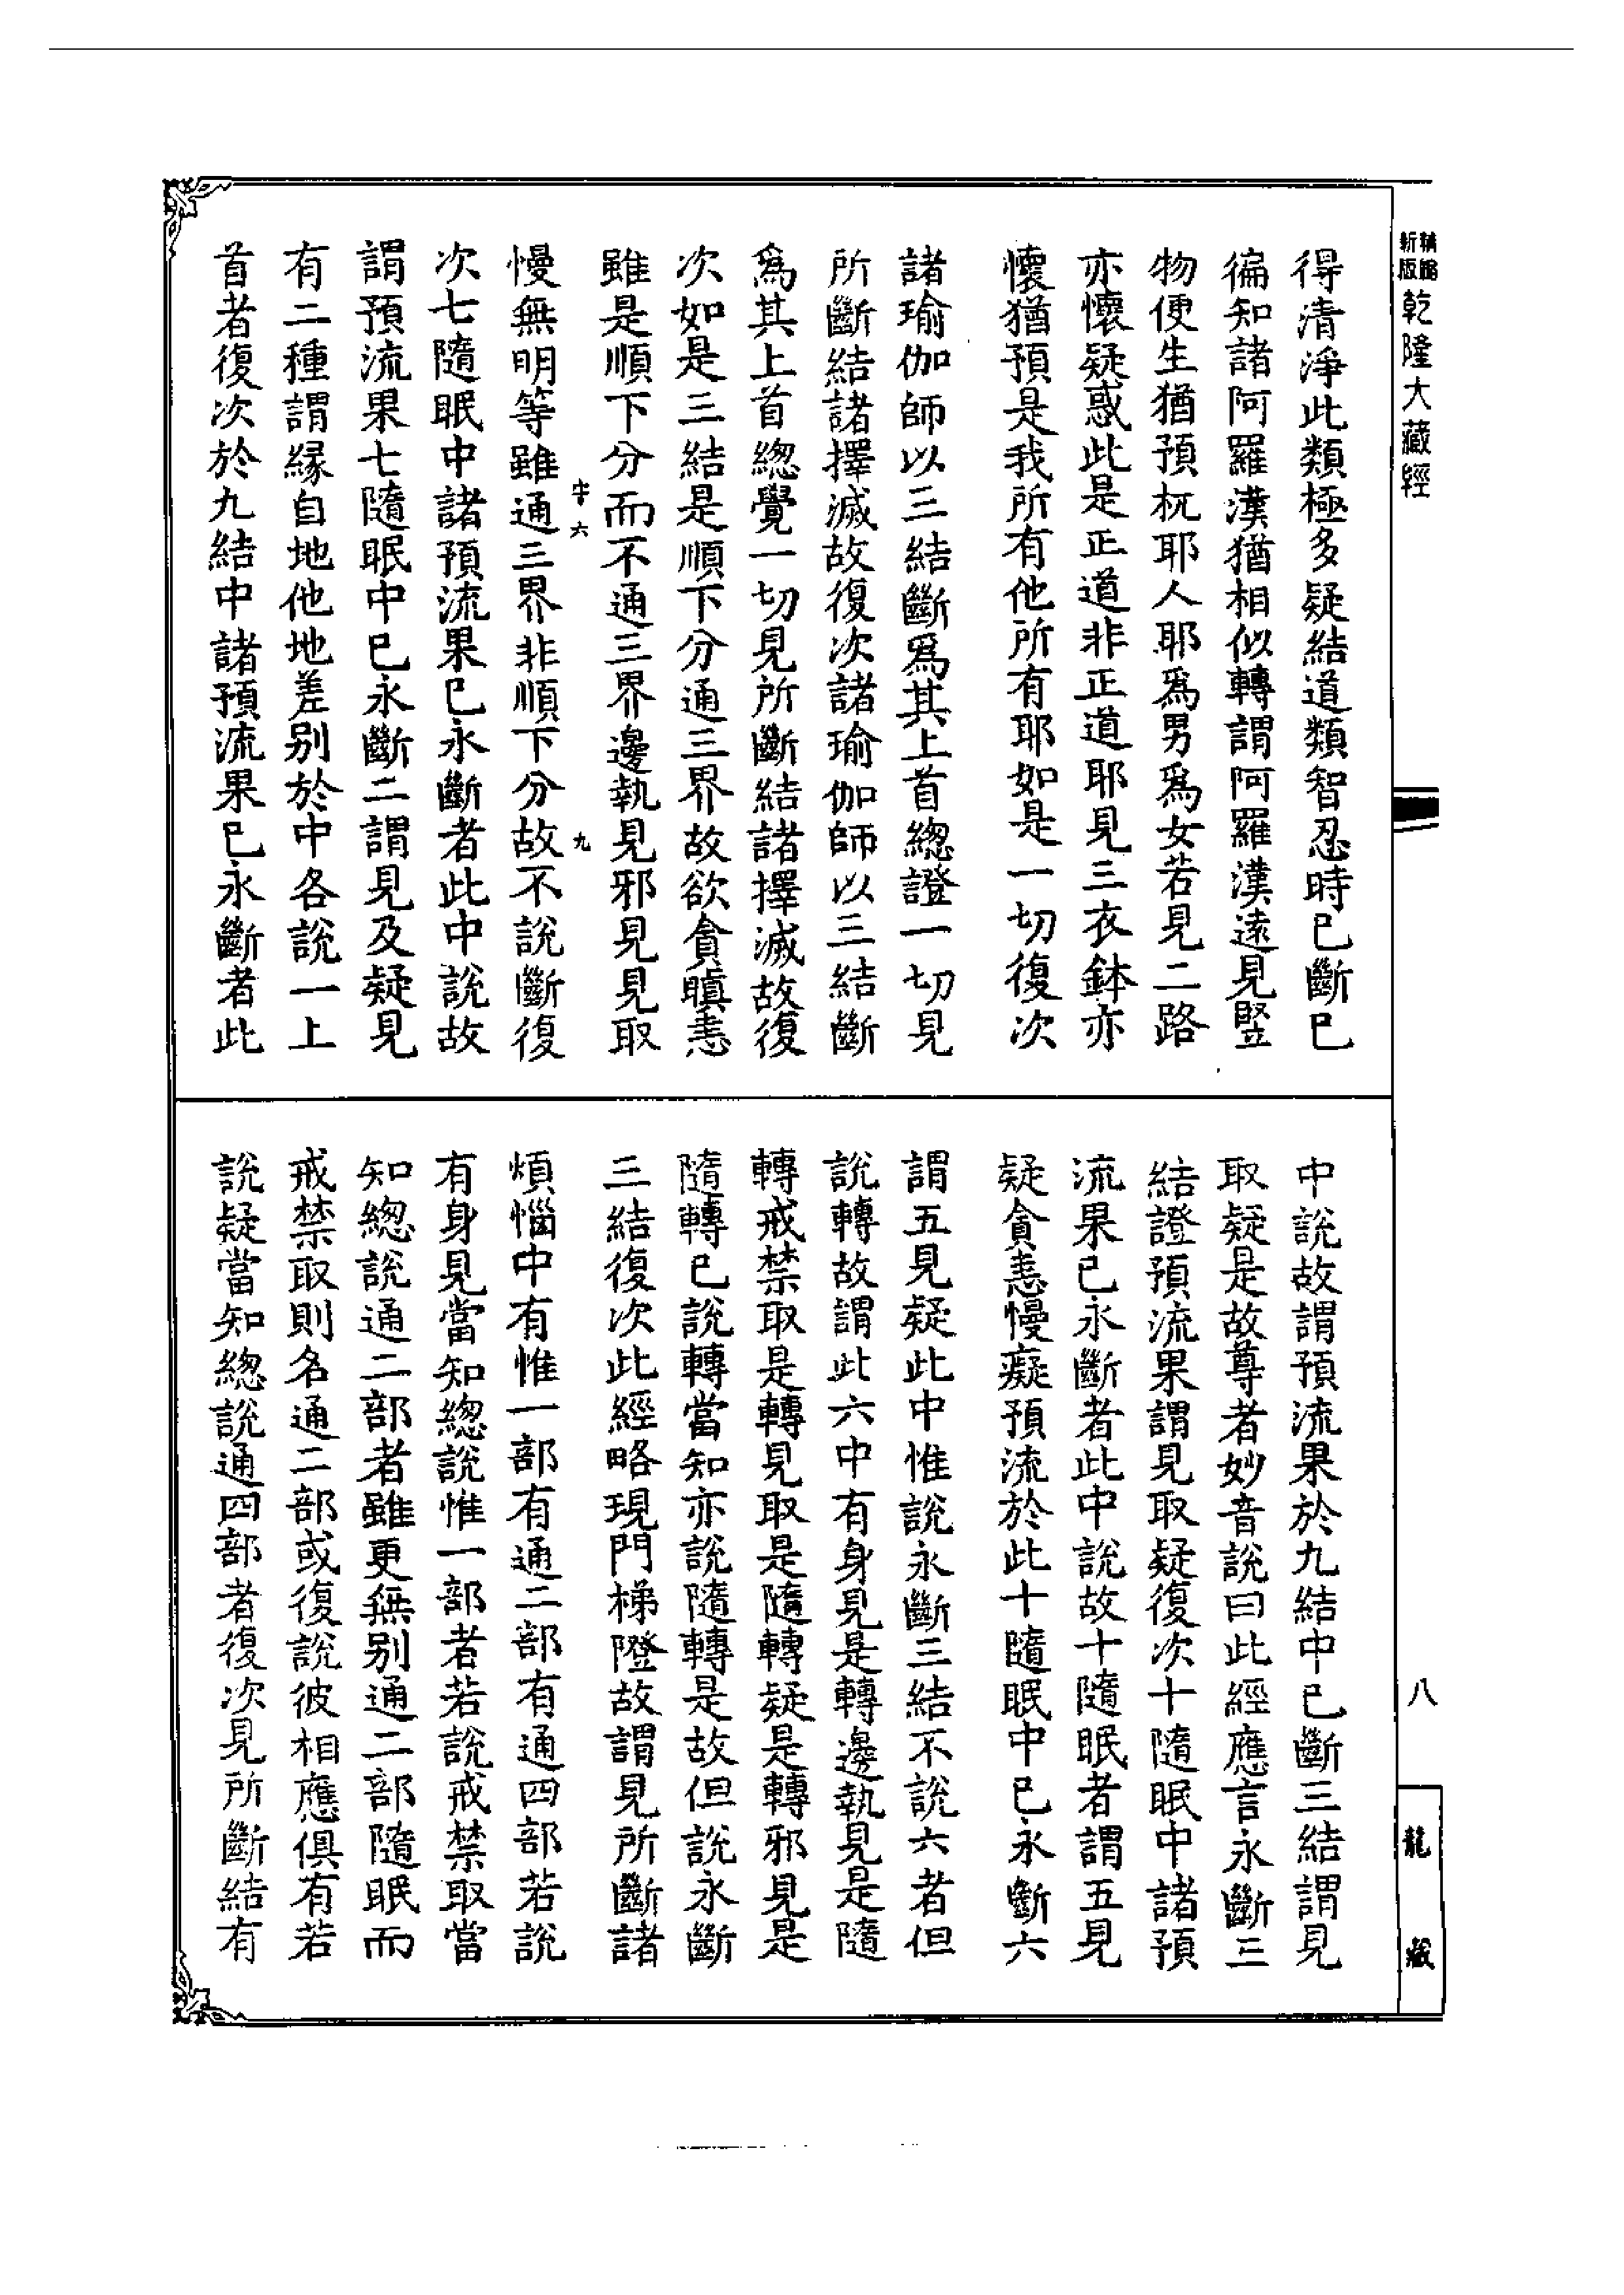 新編
新版
乾隆大藏經
得清淨此類極多疑結道類智忍時已斷已
徧知諸阿羅漢猶相似轉謂阿羅漢遠見竪
物便生猶預杌耶人耶爲男爲女若見二路
亦懷疑惑此是正道非正道耶見三衣鉢亦
懷猶預是我所有他所有耶如是一切復次
諸瑜伽師以三結斷爲其上首總證一切見
所斷結諸擇滅故復次諸瑜伽師以三結斷
爲其上首總覺一切見所斷結諸擇滅故復
次如是三結是順下分通三界故欲貪瞋恚
雖是順下分而不通三界邊執見邪見見取
守六
九
慢無明等雖通三界非順下分故不說斷復
次七隨眠中諸預流果已永斷者此中說故
謂預流果七隨眠中已永斷二謂見及疑見
有二種謂緣自地他地差别於中各說一上
首者復次於九結中諸預流果已永斷者此
中說故謂預流果於九結中已斷三結謂見
取疑是故尊者妙音說曰此經應言永斷三
結證預流果謂見取疑復次十隨眠中諸預
流果已永斷者此中說故十隨眠者謂五見
疑貪恚慢癡預流於此十隨眠中已永斷六
謂五見疑此中惟說永斷三結不說六者但
說轉故謂此六中有身見是轉邊執見是隨
轉戒禁取是轉見取是隨轉疑是轉邪見是
隨轉已說轉當知亦說隨轉是故但說永斷
三結復次此經略現門梯隥故謂見所斷諸
煩惱中有惟一部有通二部有通四部若說
有身見當知總說惟一部者若說戒禁取當
知總說通二部者雖更無别通二部隨眠而
戒禁取則名通二部或復說彼相應俱有若
說疑當知總說通四部者復次見所斷結有
八
龍藏